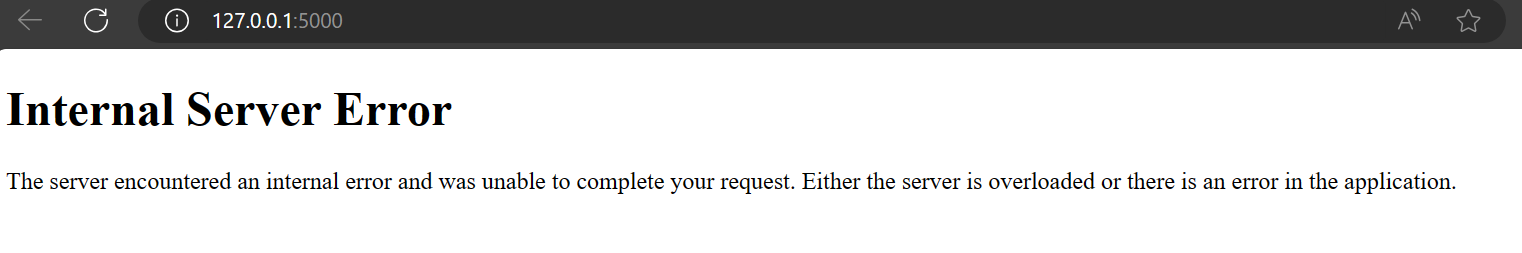 127.0.0.1:5000
Internal Server Error
The server encountered an internal error and was unable to complete your request. Either the server is overloaded or there is an error in the application.